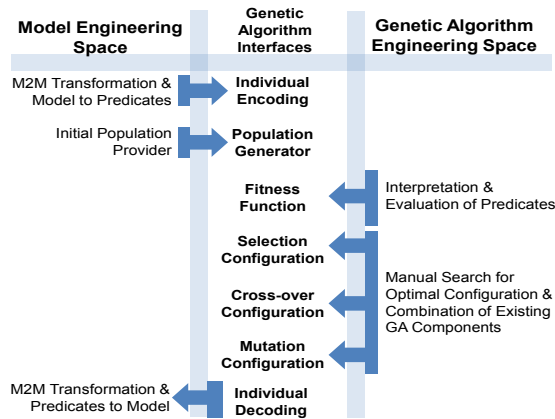 Model Engineering
Space
Genetic
Algorithm
Interfaces
Genetic Algorithm
Engineering Space
M2M Transformation &
Model to Predicates
Individual
Encoding
Initial Population
Provider
Population
Generator
Fitness
Function
Interpretation &
Evaluation of Predicates
Selection
Configuration
Cross-over
Configuration
Mutation
Configuration
Manual Search for
Optimal Configuration &
Combination of Existing
GA Components
M2M Transformation &
Predicates to Model
Individual
Decoding